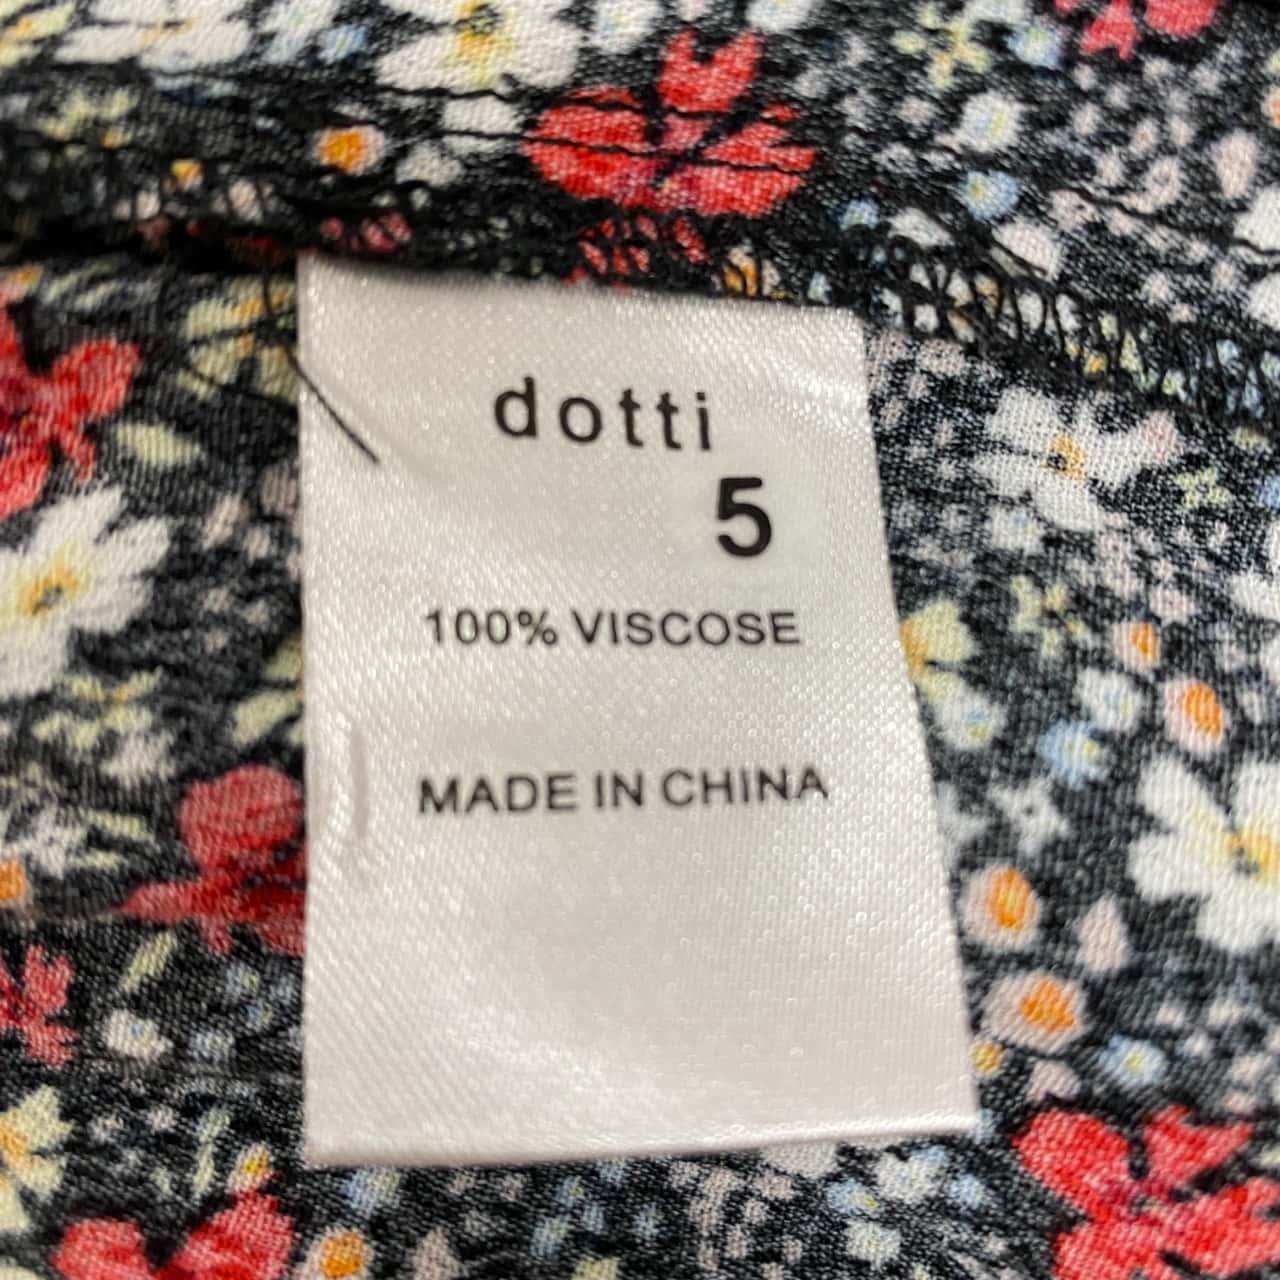 dotti
5
100% VISCOSE
MADE IN CHINA